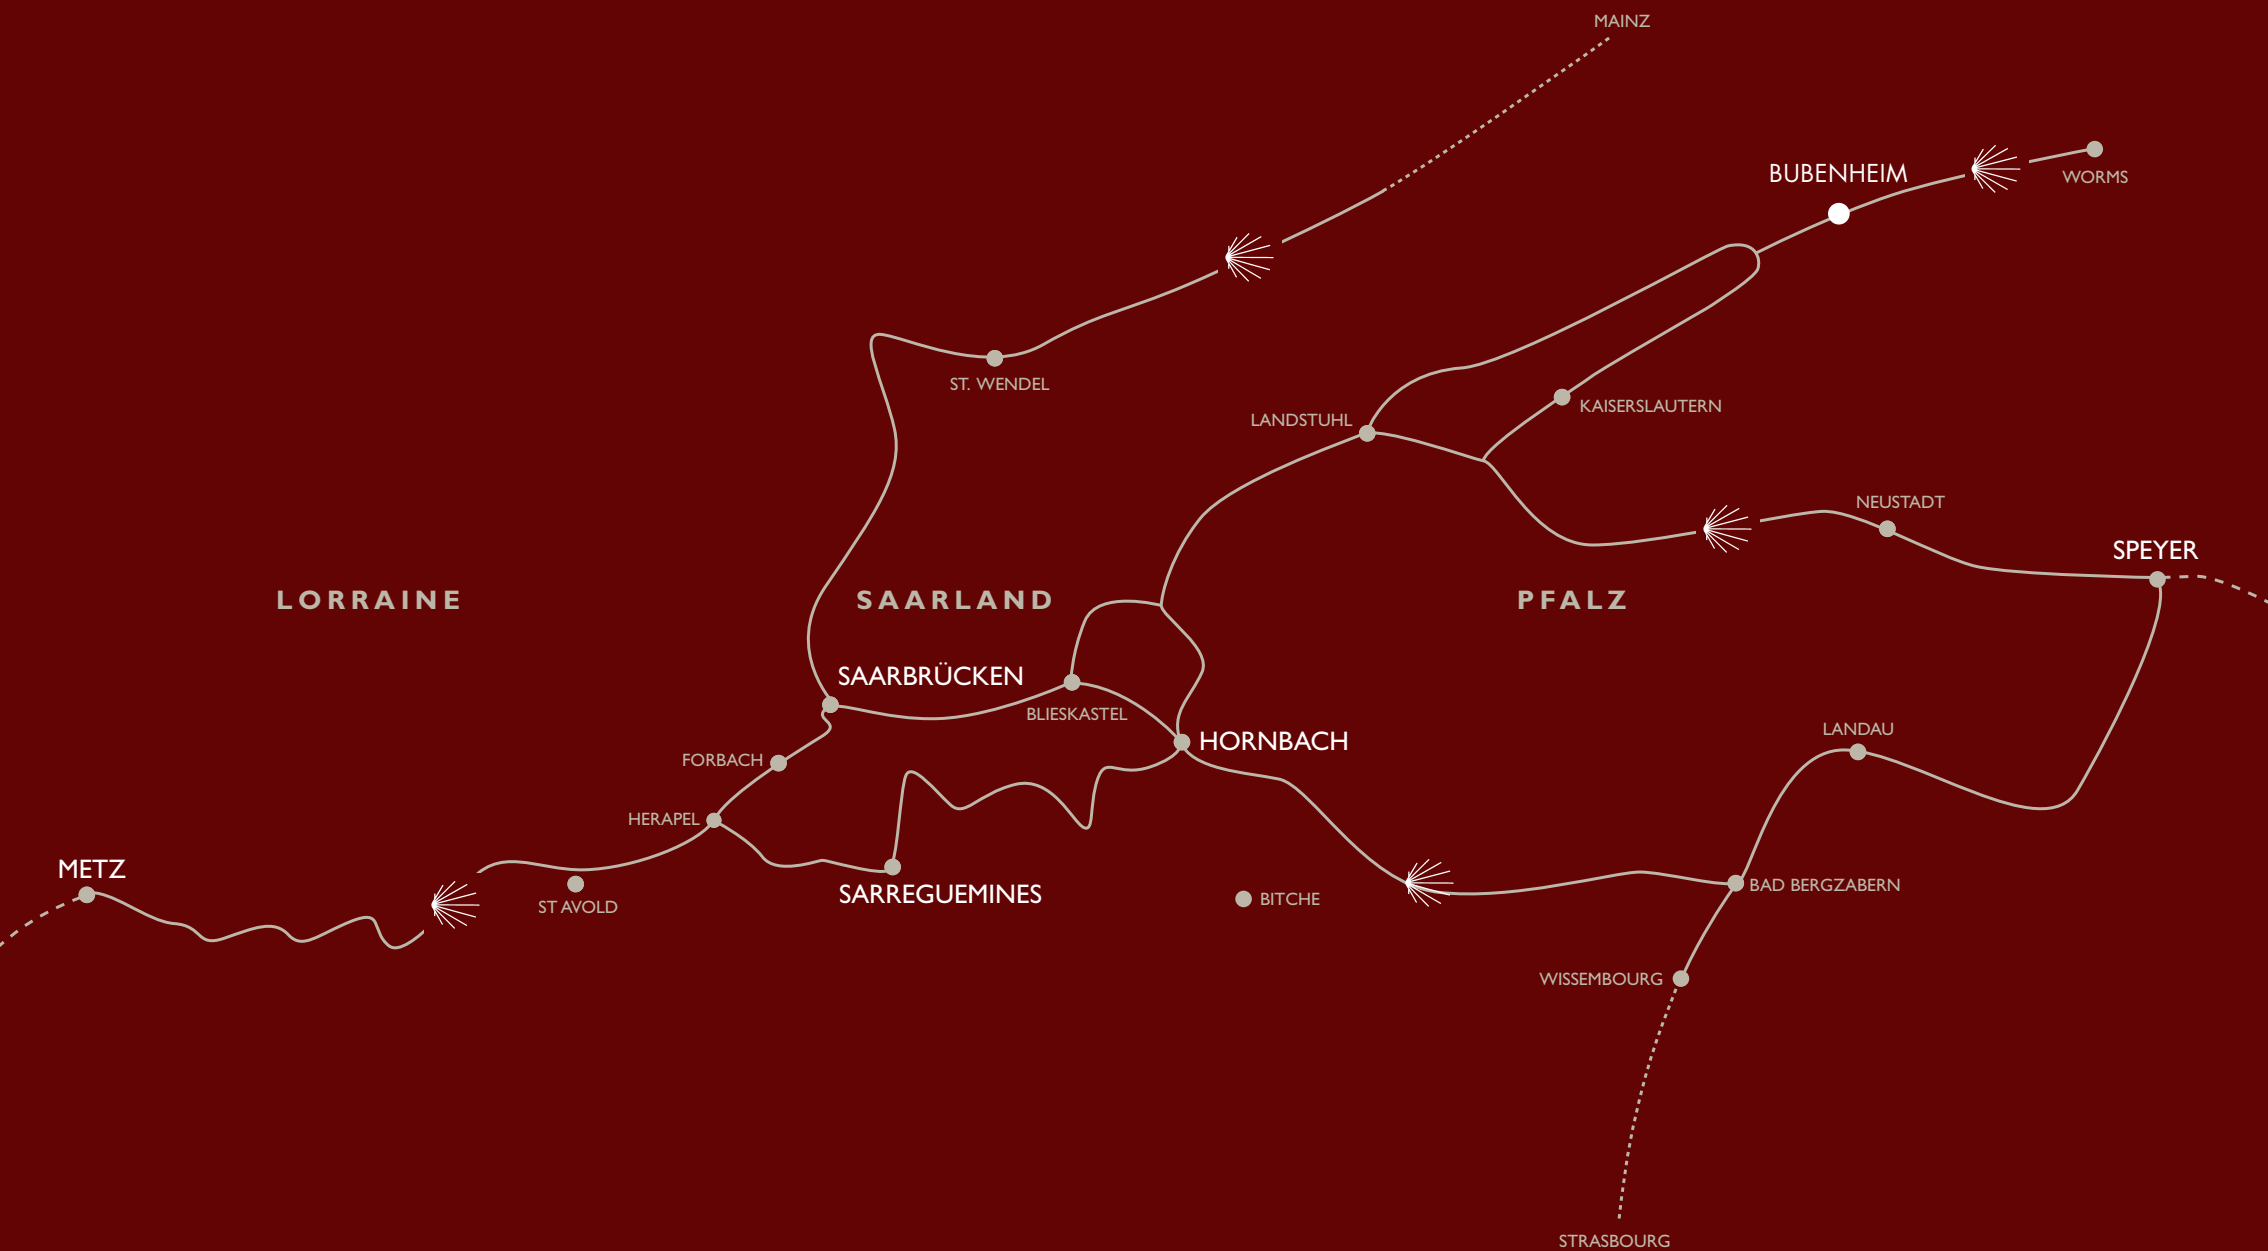 MAINZ
BUBENHEIM
WORMS
ST. WENDEL
LANDSTUHL
KAISERSLAUTERN
NEUSTADT
SPEYER
LORRAINE
SAARLAND
PFALZ
SAARBRÜCKEN
BLIESKASTEL
HORNBACH
LANDAU
FORBACH
HERAPEL
METZ
ST AVOLD
SARREGUEMINES
BITCHE
BAD BERGZABERN
WISSEMBOURG
STRASBOURG